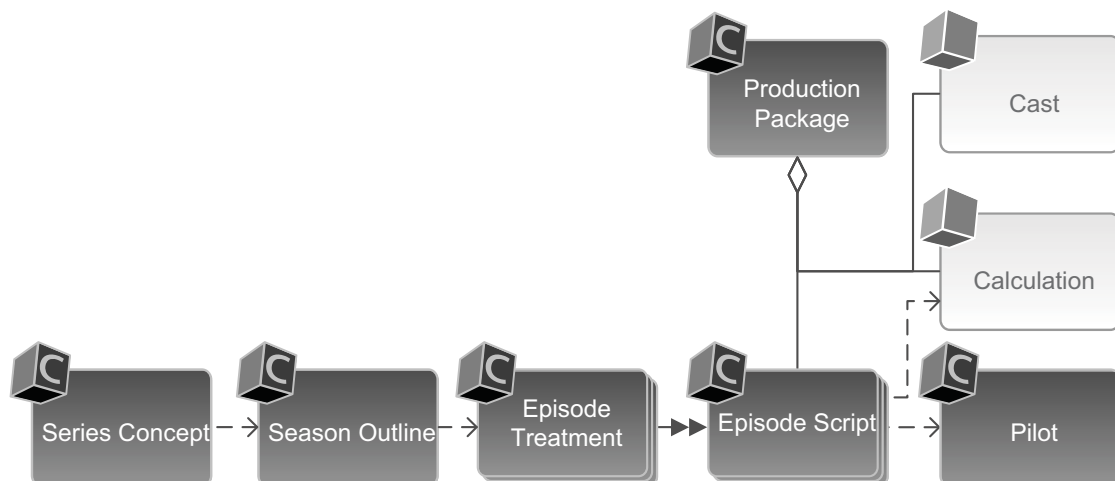 C
Production
Package
Cast
Calculation
C
Series Concept
C
Season Outline
C
Episode
Treatment
C
Episode Script
C
Pilot